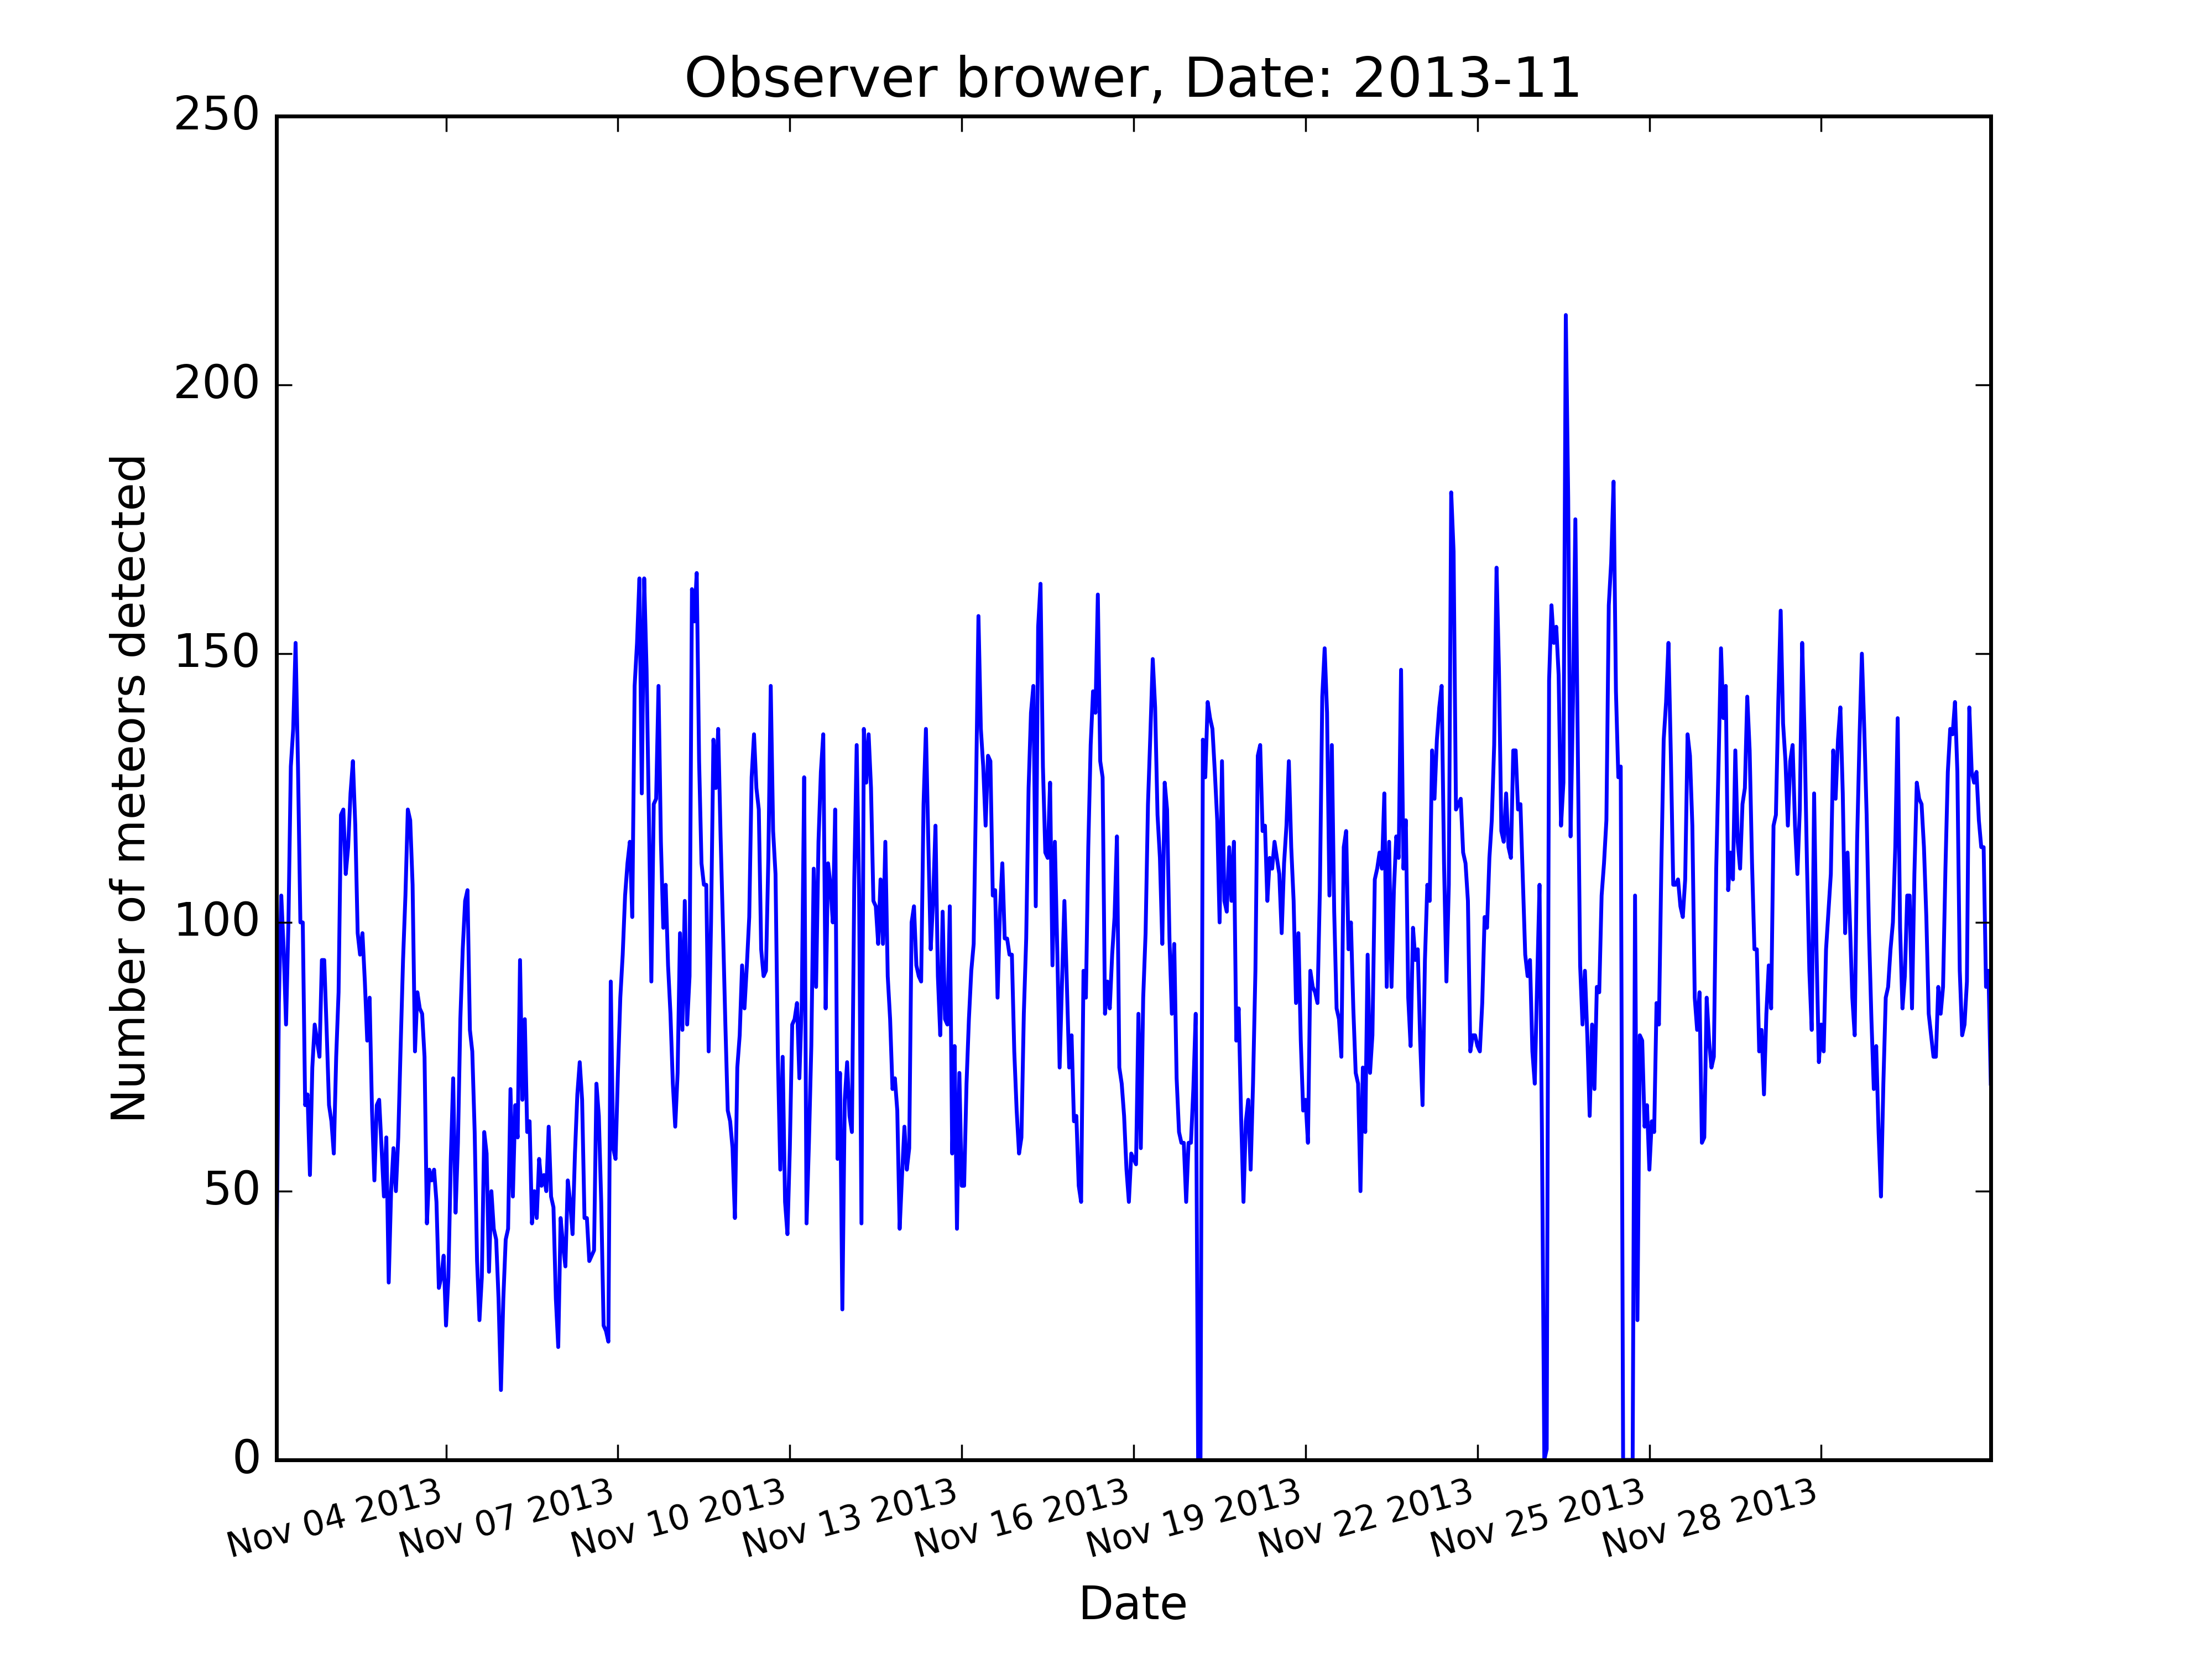 Observer brower, Date: 2013-11
250
200
150
100
50
0
Number of meteors detected
Nov 04 2013
Nov 07 2013
Nov 10 2013
Nov 13 2013
Nov 16 2013
Nov 19 2013
Nov 22 2013
Nov 25 2013
Nov 28 2013
Date